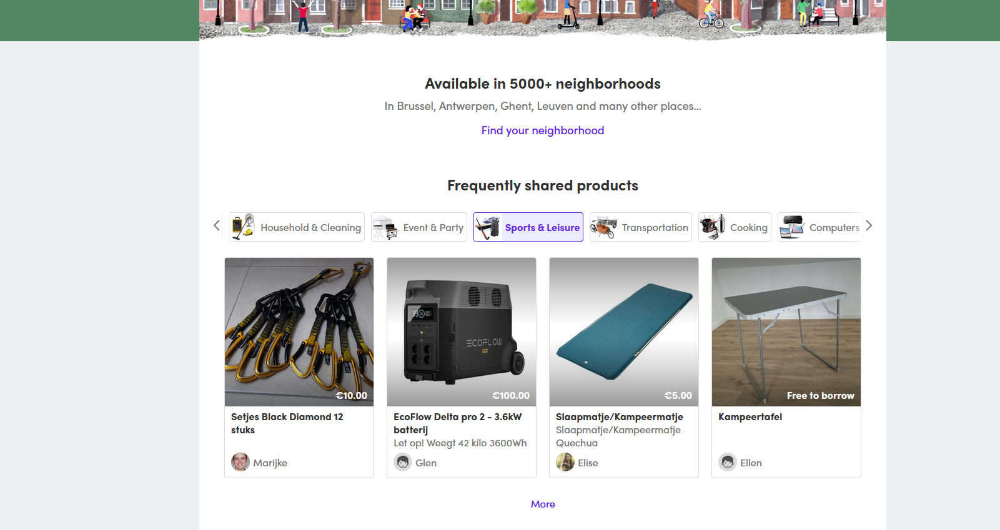 Available in 5000+ neighborhoods
In Brussel, Antwerpen, Ghent, Leuven and many other places...
Find your neighborhood
Frequently shared products
Household & Cleaning
Event & Party
Sports & Leisure
Transportation
Cooking
Computers
€10.00
ECOFLOW
€100.00
€5.00
Free to borrow
Setjes Black Diamond 12
stuks
Marijke
EcoFlow Delta pro 2 - 3.6kW
batterij
Let op! Weegt 42 kilo 3600Wh
Glen
Slaapmatje/Kampeermatje
Slaapmatje/Kampeermatje
Quechua
Elise
Kampeertafel
Ellen
More